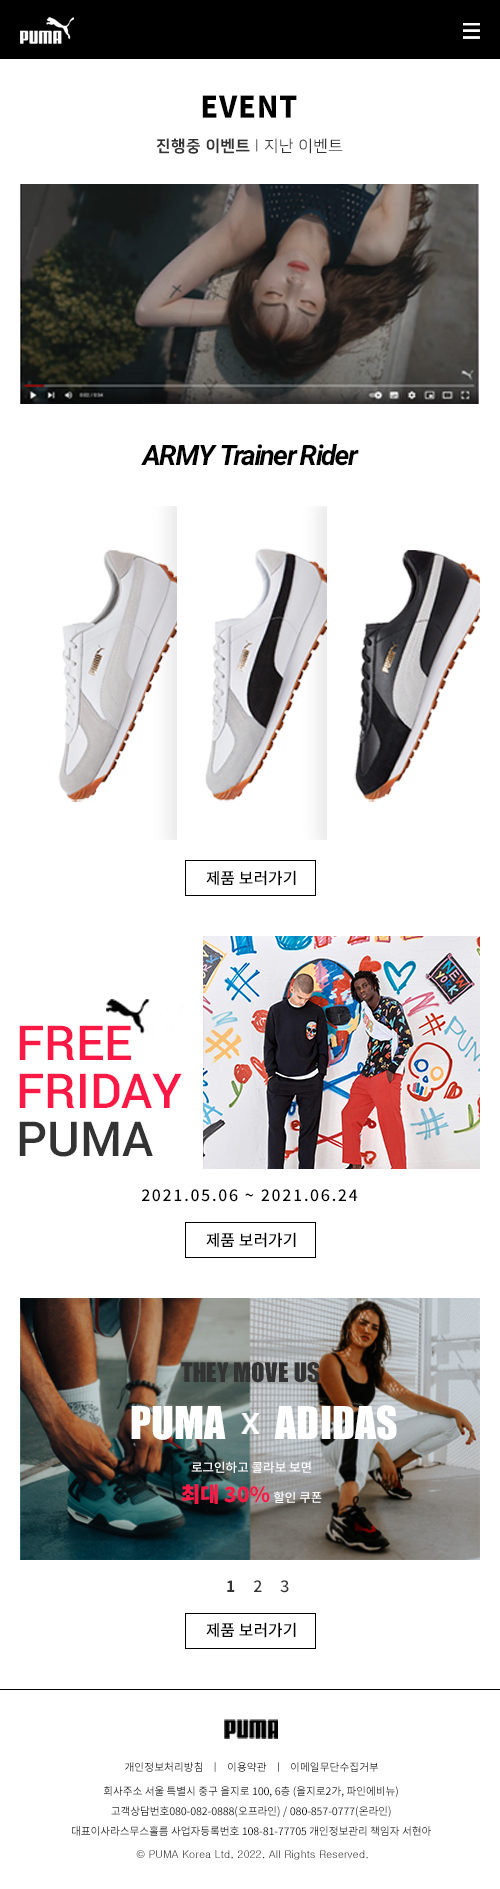 PUMA
EVENT
진행중 이벤트 | 지난 이벤트
0:02 / 0:04
ARMY Trainer Rider
제품 보러가기
NEW YORK
FREE
FRIDAY
PUMA
2021.05.06 ~ 2021.06.24
제품 보러가기
THEY MOVE US
PUMA X ADIDAS
로그인하고 콜라보 보면
최대 30% 할인 쿠폰
1 2 3
제품 보러가기
PUMA
개인정보처리방침 | 이용약관 | 이메일무단수집거부
회사주소 서울 특별시 중구 을지로 100, 6층 (을지로2가, 파인에비뉴)
고객상담번호080-082-0888(오프라인) / 080-857-0777(온라인)
대표이사라스무스홀름 사업자등록번호 108-81-77705 개인정보관리 책임자 서현아
© PUMA Korea Ltd, 2022. All Rights Reserved.